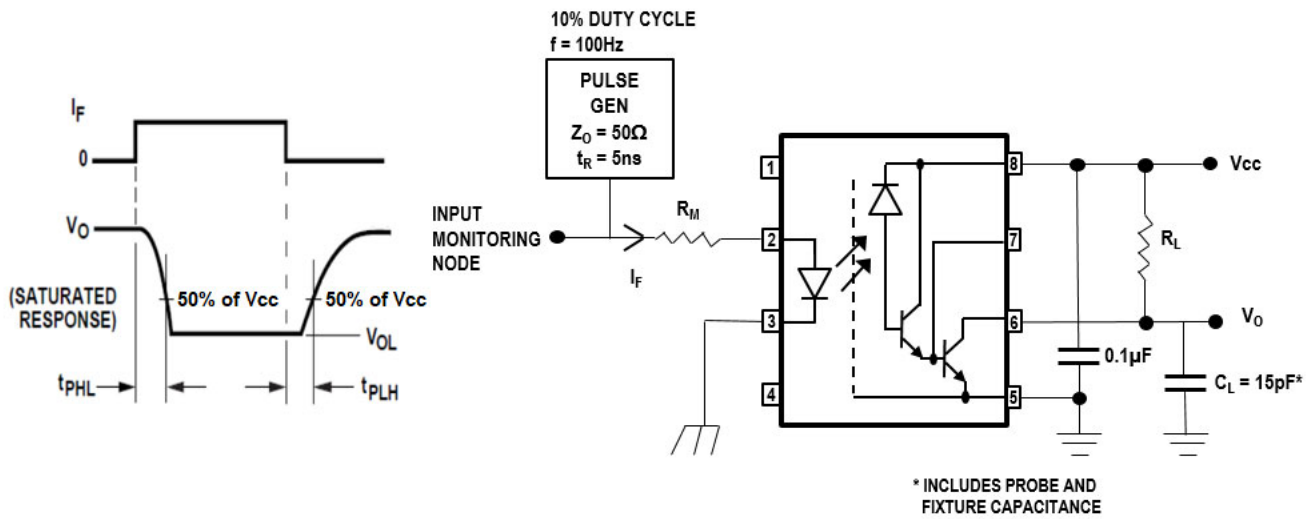 I_F
0
V_O
(SATURATED
RESPONSE)
50% of Vcc
50% of Vcc
V_OL
t_PHL
t_PLH
10% DUTY CYCLE
f = 100Hz
PULSE
GEN
Z_O = 50Ω
t_R = 5ns
INPUT
MONITORING
NODE
I_F
R_M
1
2
3
4
8
7
6
5
Vcc
R_L
V_O
0.1µF
C_L = 15pF*
* INCLUDES PROBE AND
FIXTURE CAPACITANCE